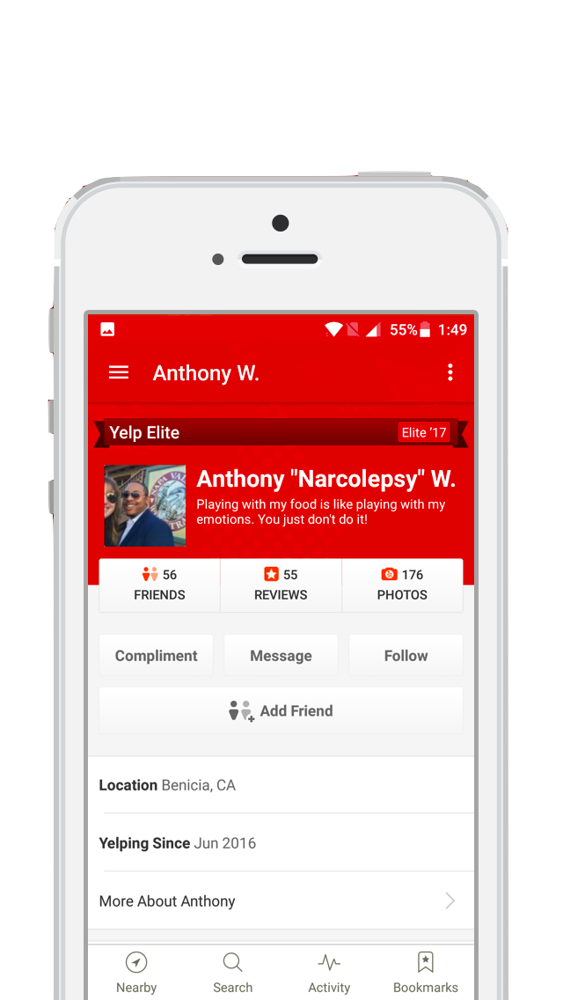 55% 1:49
Anthony W.
Yelp Elite Elite '17
Anthony "Narcolepsy" W.
Playing with my food is like playing with my
emotions. You just don't do it!
56 55 176
FRIENDS REVIEWS PHOTOS
Compliment Message Follow
Add Friend
Location Benicia, CA
Yelping Since Jun 2016
More About Anthony
Nearby Search Activity Bookmarks